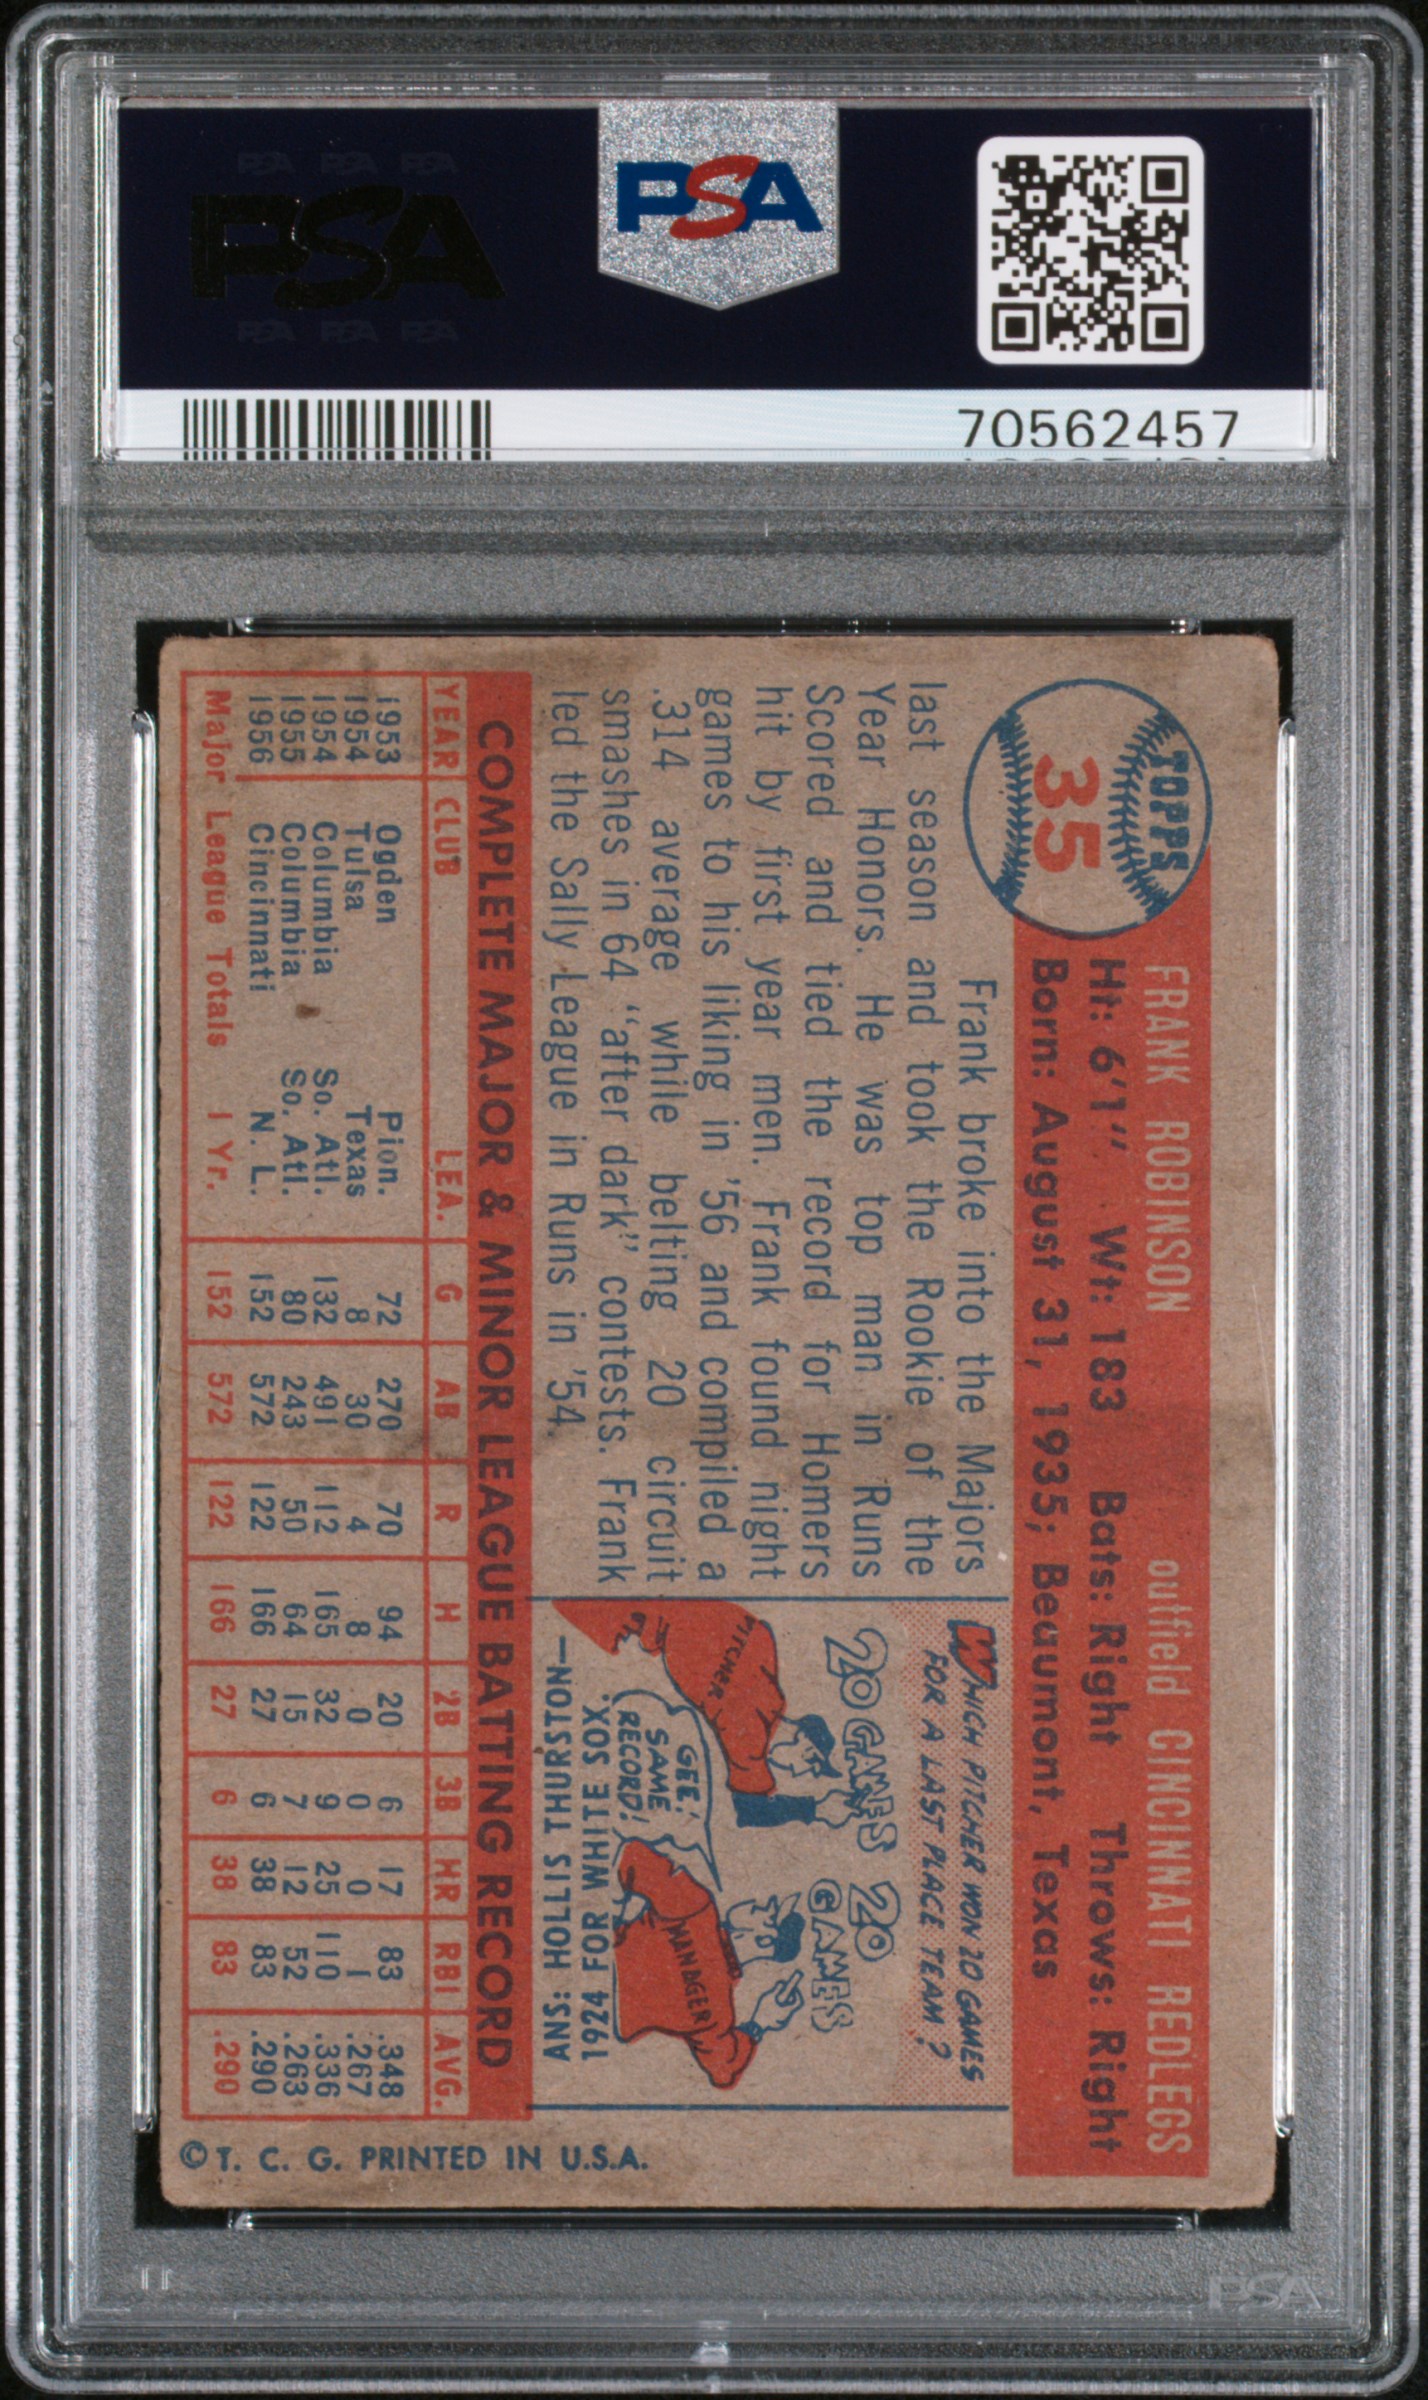 PSA PSA PSA
PSA
PSA PSA PSA
PSA
70562457
TOPPS
35
FRANK ROBINSON outfield CINCINNATI REDLEGS
Ht: 6'1" Wt: 183 Bats: Right Throws: Right
Born: August 31, 1935; Beaumont, Texas
Frank broke into the Majors
last season and took the Rookie of the
Year Honors. He was top man in Runs
Scored and tied the record for Homers
hit by first year men. Frank found night
games to his liking in '56 and compiled a
.314 average while belting 20 circuit
smashes in 64 "after dark" contests. Frank
led the Sally League in Runs in '54.
WHICH PITCHER WON 20 GAMES
FOR A LAST PLACE TEAM?
20 GAMES
20 GAMES
PITCHER
GEE!
SAME
RECORD!
MANAGER
ANS: HOLLIS THURSTON—
1924 FOR WHITE SOX.
COMPLETE MAJOR & MINOR LEAGUE BATTING RECORD
YEAR CLUB LEA. G AB R H 2B 3B HR RBI AVG.
1953 Ogden Pion. 72 270 70 94 20 6 17 83 .348
1954 Tulsa Texas 8 30 4 8 0 0 0 1 .267
1954 Columbia So. Atl. 132 491 112 165 32 9 25 110 .336
1955 Columbia So. Atl. 80 243 50 64 15 7 12 52 .263
1956 Cincinnati N. L. 152 572 122 166 27 6 38 83 .290
Major League Totals 1 Yr. 152 572 122 166 27 6 38 83 .290
© T. C. G. PRINTED IN U.S.A.
PSA